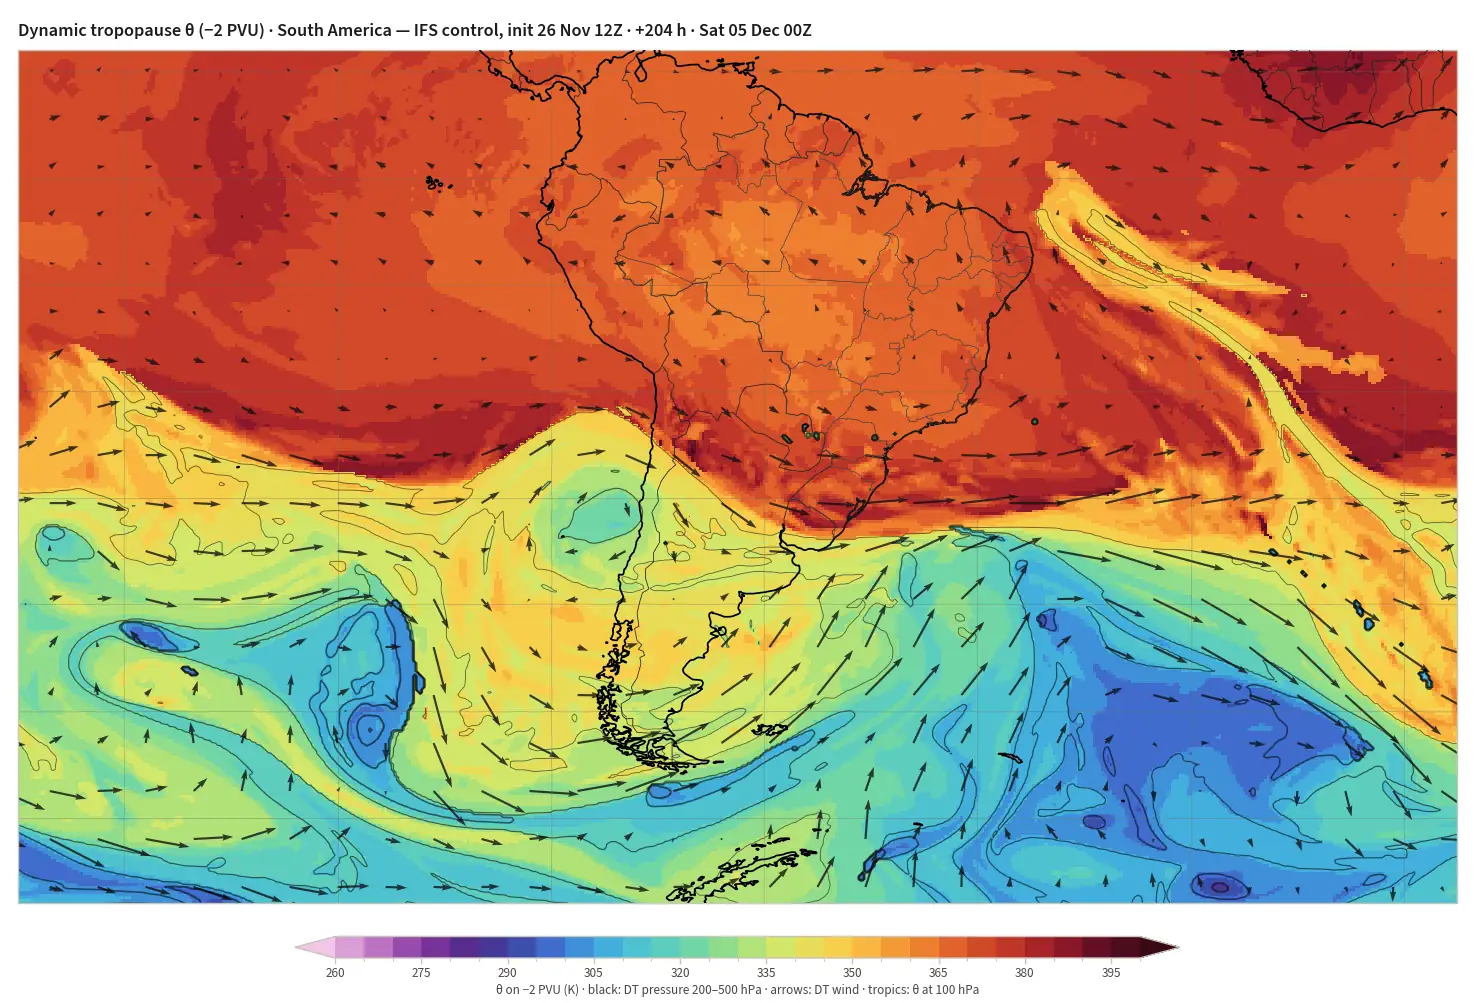 Dynamic tropopause θ (−2 PVU) · South America — IFS control, init 26 Nov 12Z · +204 h · Sat 05 Dec 00Z
260 275 290 305 320 335 350 365 380 395
θ on −2 PVU (K) · black: DT pressure 200–500 hPa · arrows: DT wind · tropics: θ at 100 hPa